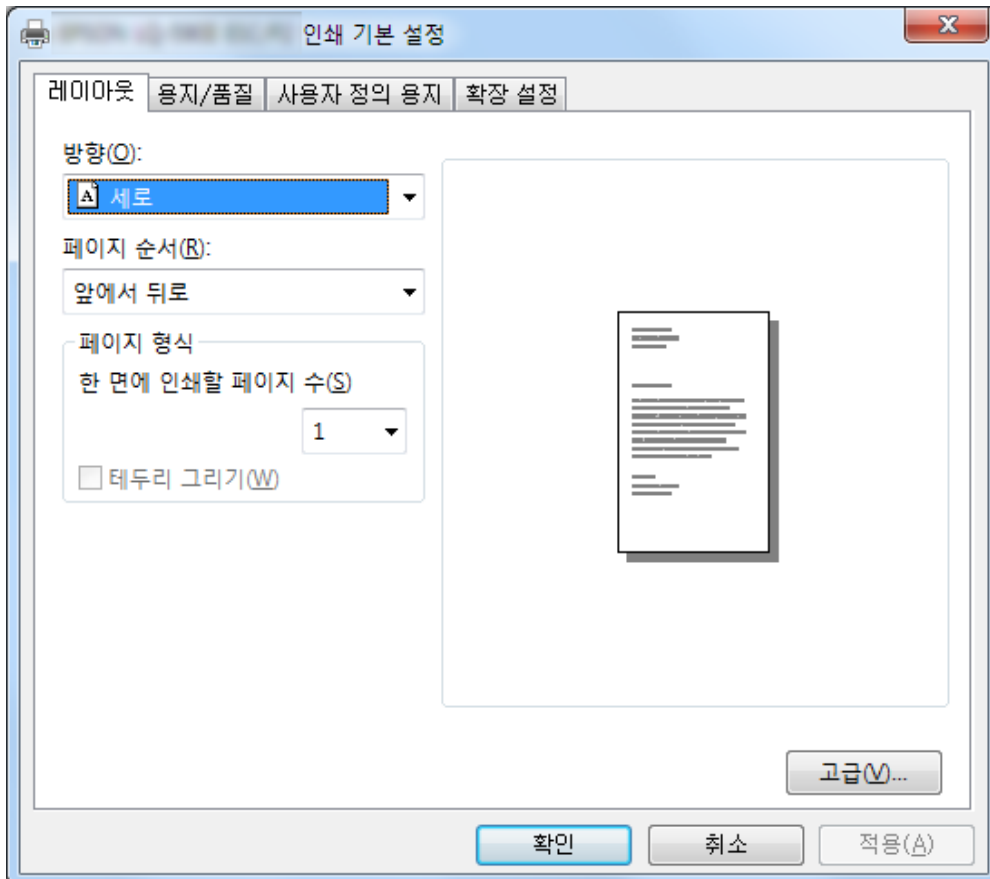 인쇄 기본 설정
레이아웃 용지/품질 사용자 정의 용지 확장 설정
방향(O):
A 세로
페이지 순서(R):
앞에서 뒤로
페이지 형식
한 면에 인쇄할 페이지 수(S)
1
테두리 그리기(W)
고급(V)...
확인 취소 적용(A)